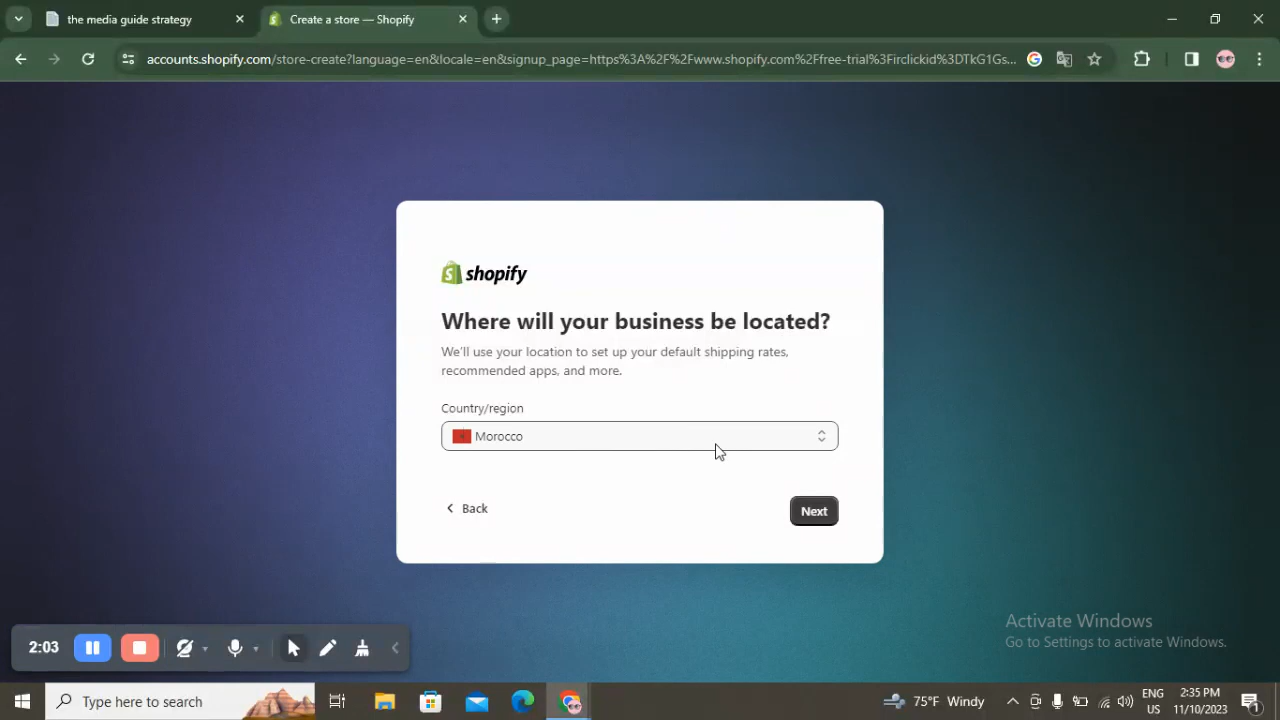 the media guide strategy
Create a store — Shopify
accounts.shopify.com/store-create?language=en&locale=en&signup_page=https%3A%2F%2Fwww.shopify.com%2Ffree-trial%3Firclickid%3DTkG1Gs...
shopify
Where will your business be located?
We'll use your location to set up your default shipping rates,
recommended apps, and more.
Country/region
Morocco
Back
Next
Activate Windows
Go to Settings to activate Windows.
2:03
Type here to search
75°F Windy
ENG
US
2:35 PM
11/10/2023
1